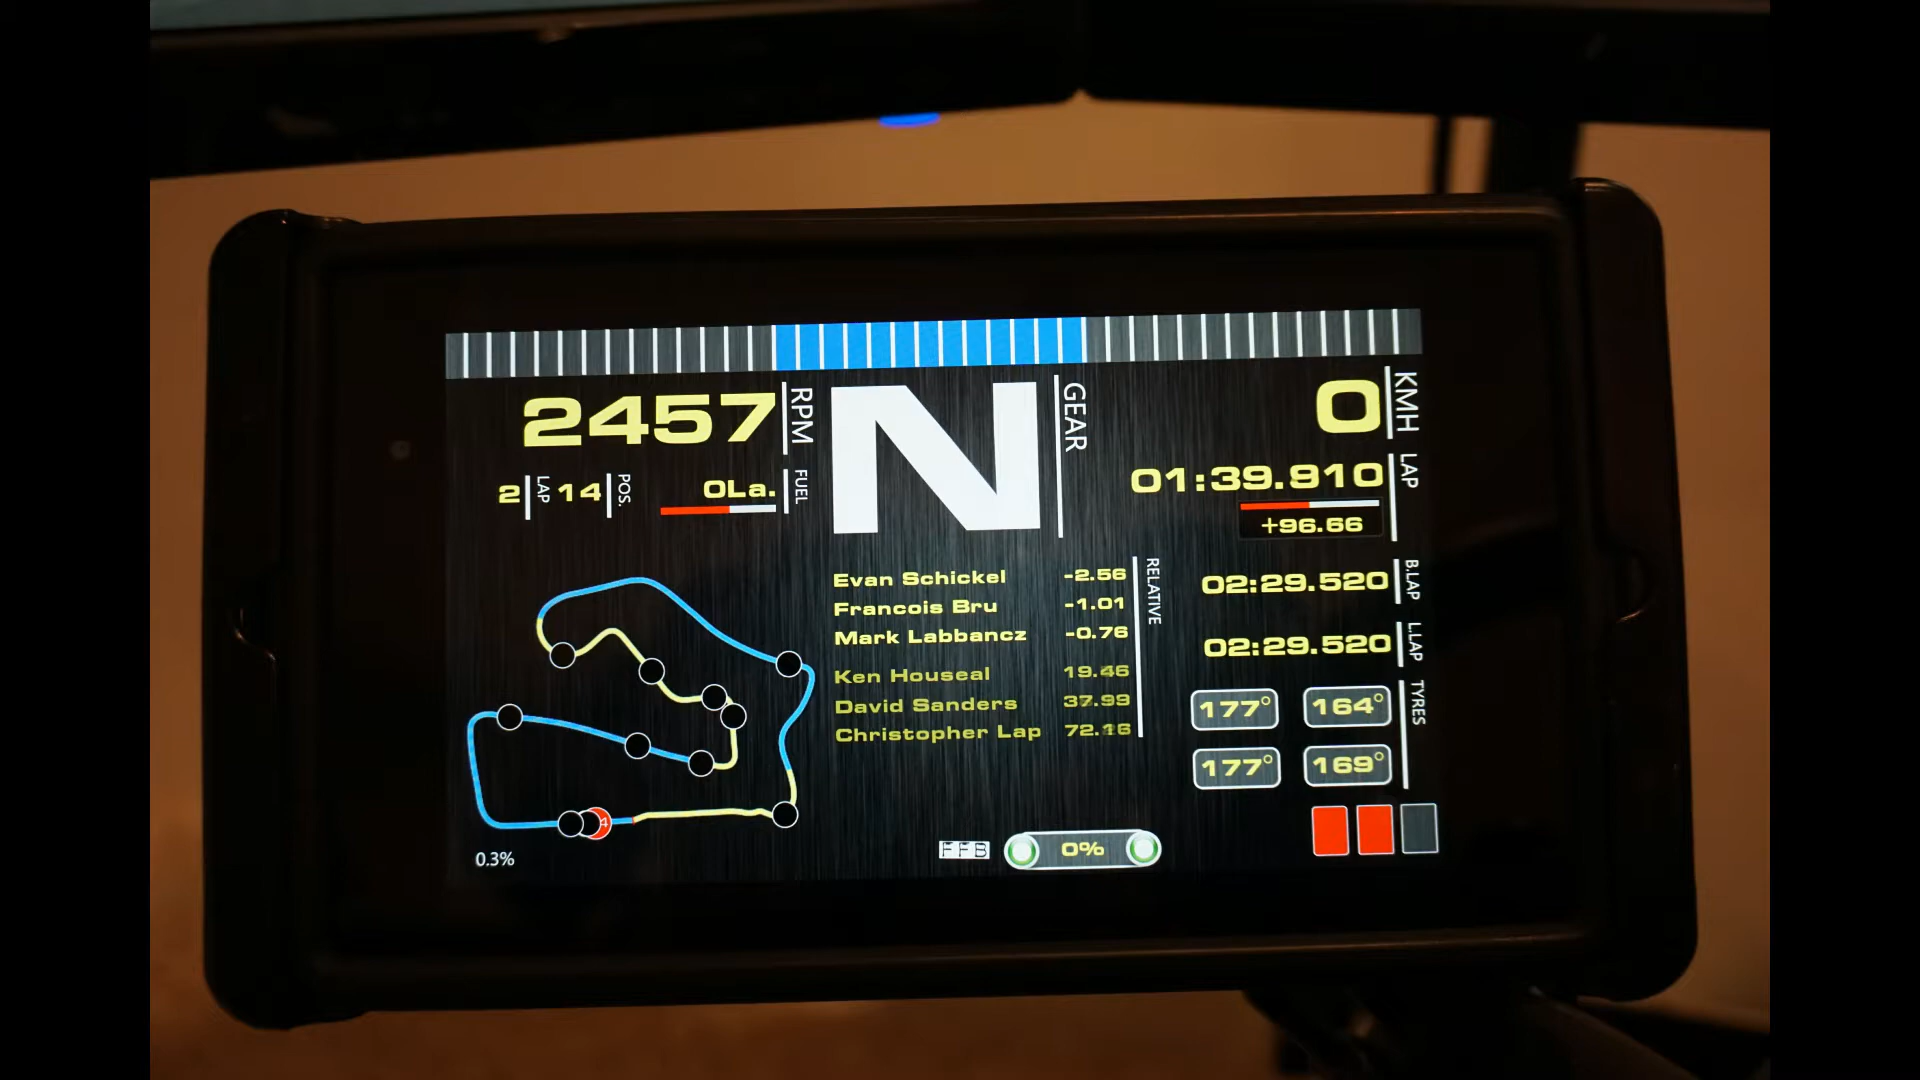 2457 RPM
N GEAR
0 KMH
2 LAP 14 POS.
0La. FUEL
01:39.910 LAP
+96.66
Evan Schickel -2.56
Francois Bru -1.01
Mark Labbancz -0.76
Ken Houseal 19.46
David Sanders 37.99
Christopher Lap 72.16
RELATIVE
02:29.520 B.LAP
02:29.520 L.LAP
177° 164°
177° 169°
TYRES
4
0.3%
FFB 0%